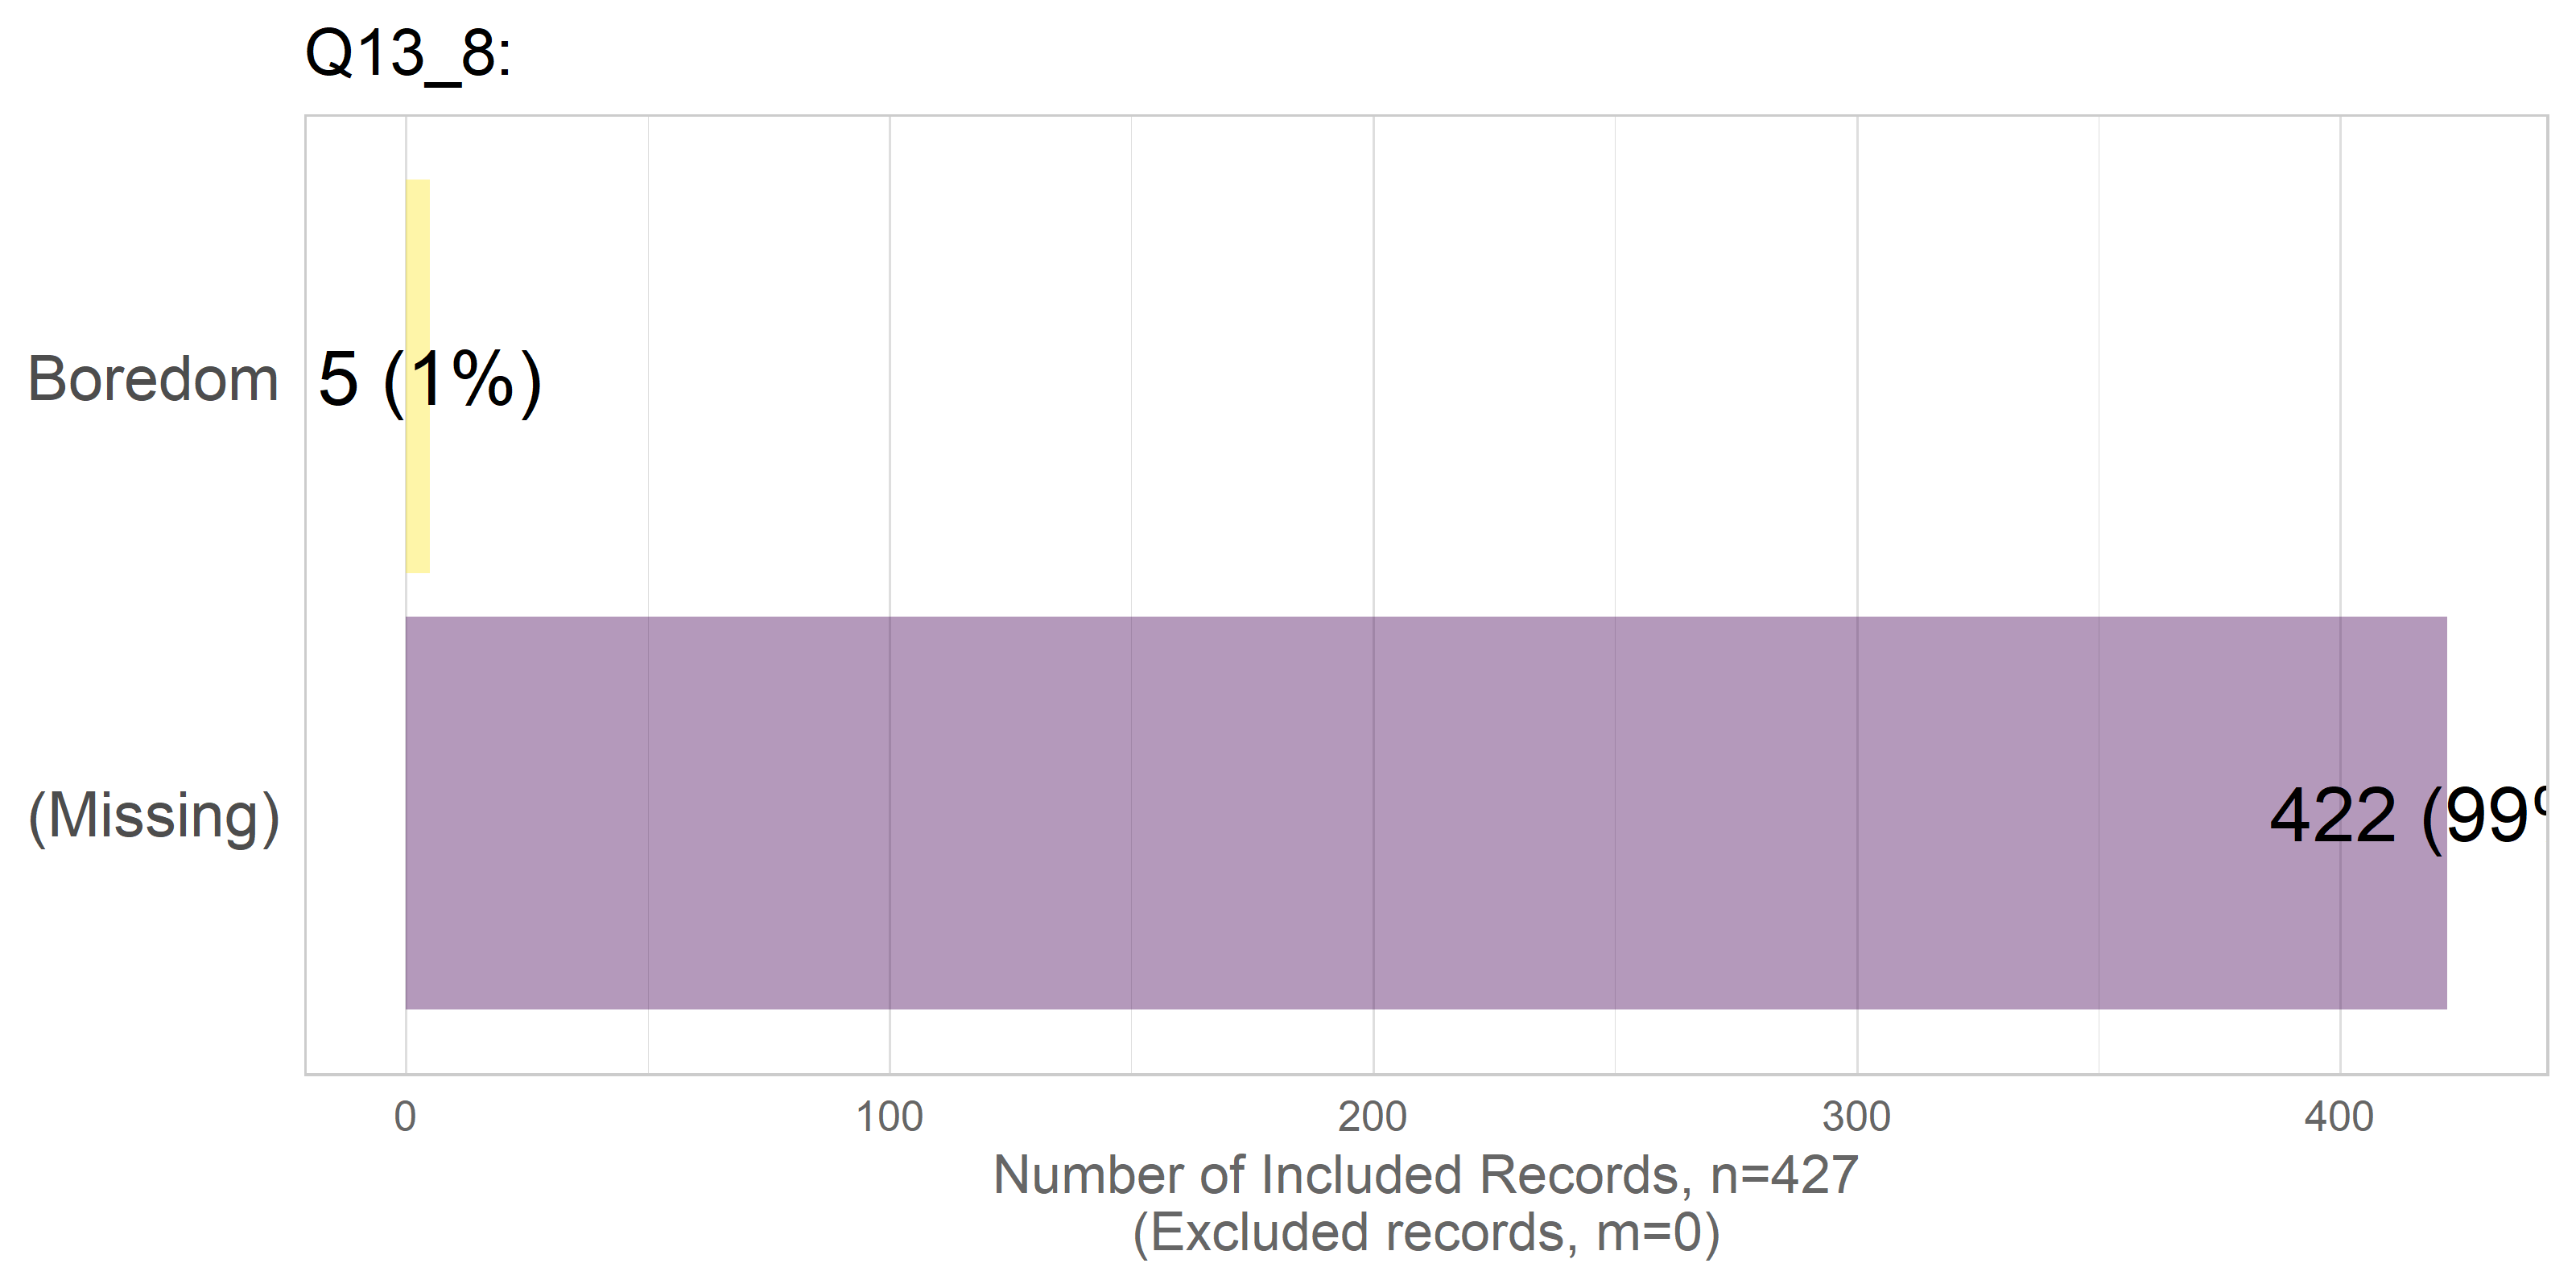 Q13_8:
Boredom
5 (1%)
(Missing)
422 (99%
0 100 200 300 400
Number of Included Records, n=427
(Excluded records, m=0)